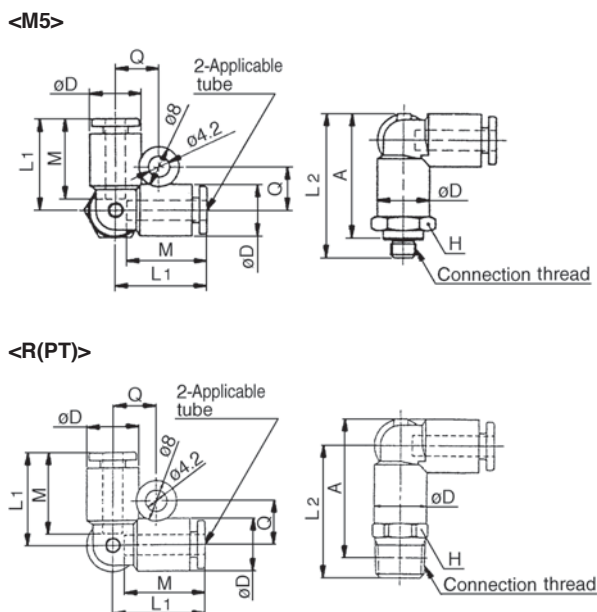 <M5>
Q
2-Applicable
tube
øD
ø8
ø4.2
L1
M
Q
M
L1
øD
L2
A
øD
H
Connection thread
<R(PT)>
Q
2-Applicable
tube
øD
ø8
ø4.2
L1
M
Q
M
L1
øD
L2
A
øD
H
Connection thread